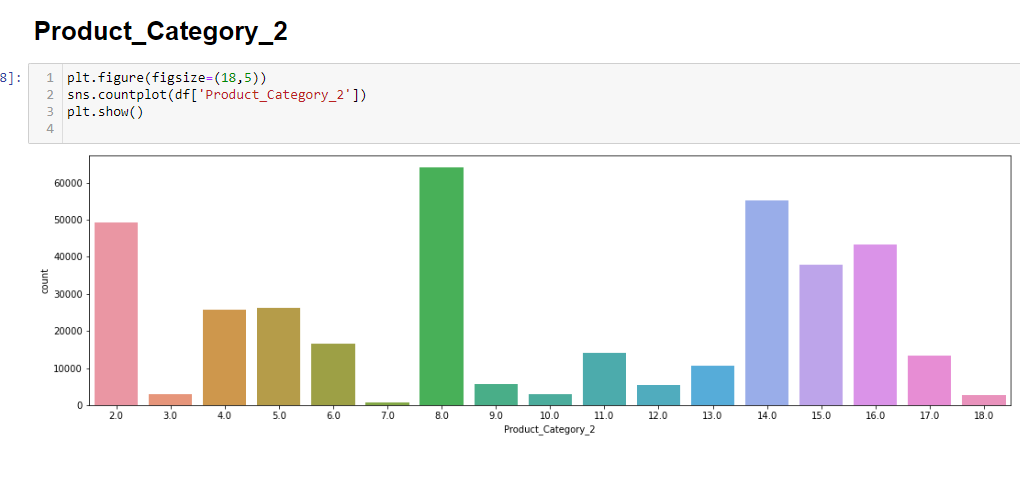 Product_Category_2
8]:
1 plt.figure(figsize=(18,5))
2 sns.countplot(df['Product_Category_2'])
3 plt.show()
4
60000
50000
40000
30000
20000
10000
0
count
2.0 3.0 4.0 5.0 6.0 7.0 8.0 9.0 10.0 11.0 12.0 13.0 14.0 15.0 16.0 17.0 18.0
Product_Category_2